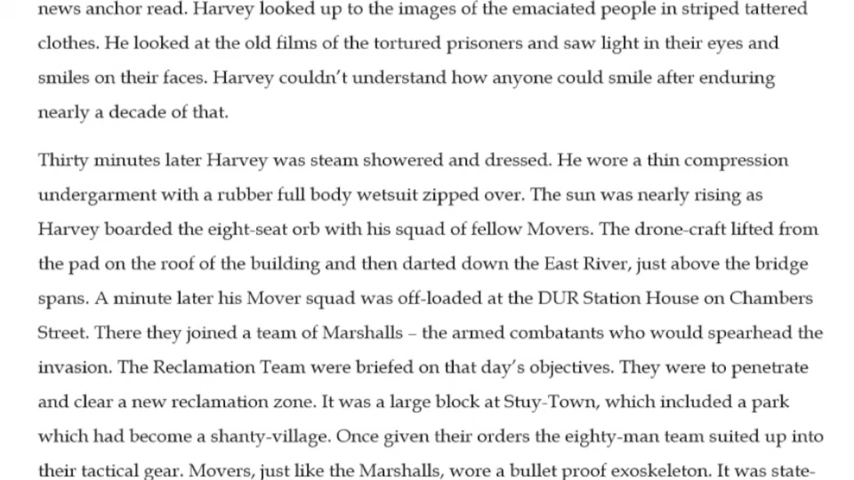 news anchor read. Harvey looked up to the images of the emaciated people in striped tattered
clothes. He looked at the old films of the tortured prisoners and saw light in their eyes and
smiles on their faces. Harvey couldn't understand how anyone could smile after enduring
nearly a decade of that.
Thirty minutes later Harvey was steam showered and dressed. He wore a thin compression
undergarment with a rubber full body wetsuit zipped over. The sun was nearly rising as
Harvey boarded the eight-seat orb with his squad of fellow Movers. The drone-craft lifted from
the pad on the roof of the building and then darted down the East River, just above the bridge
spans. A minute later his Mover squad was off-loaded at the DUR Station House on Chambers
Street. There they joined a team of Marshalls – the armed combatants who would spearhead the
invasion. The Reclamation Team were briefed on that day's objectives. They were to penetrate
and clear a new reclamation zone. It was a large block at Stuy-Town, which included a park
which had become a shanty-village. Once given their orders the eighty-man team suited up into
their tactical gear. Movers, just like the Marshalls, wore a bullet proof exoskeleton. It was state-